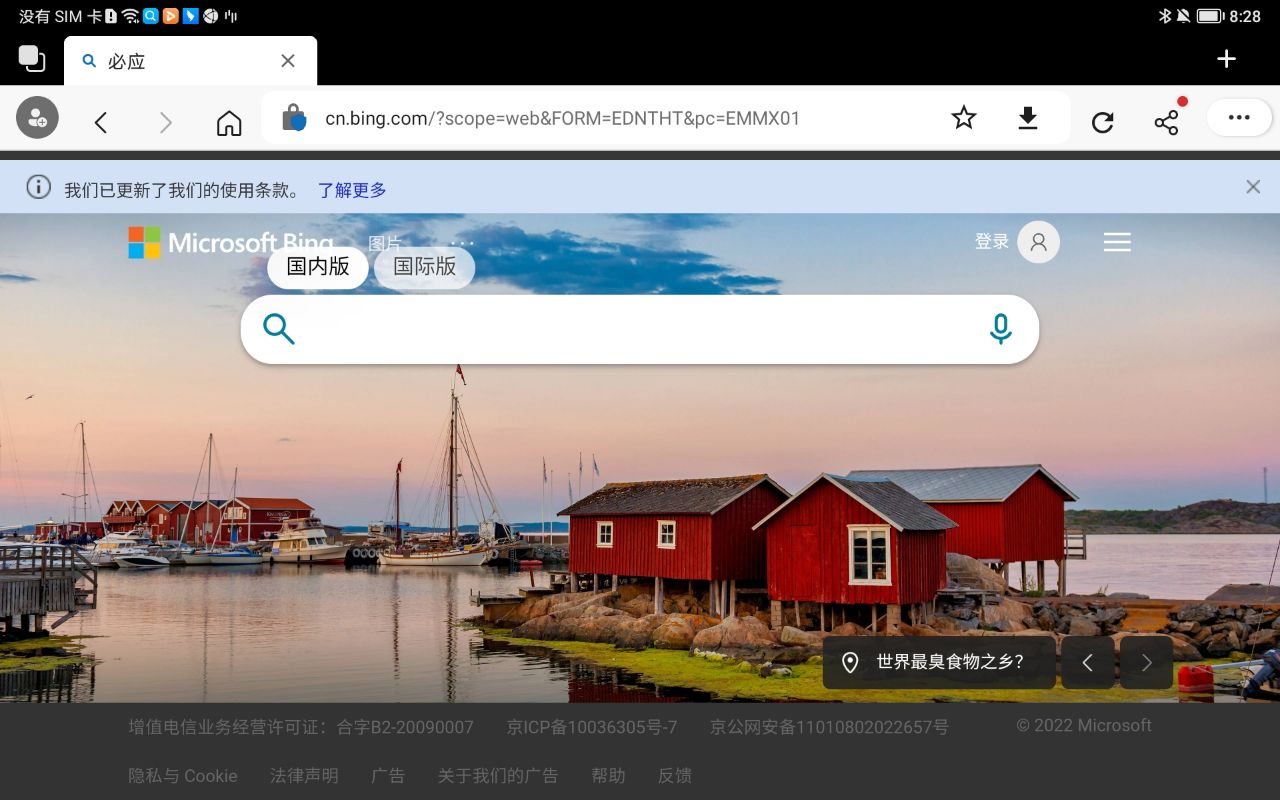 没有 SIM 卡 8:28
必应
cn.bing.com/?scope=web&FORM=EDNTHT&pc=EMMX01
我们已更新了我们的使用条款。 了解更多
Microsoft Bing 图片 ... 登录
国内版 国际版
世界最臭食物之乡?
增值电信业务经营许可证：合字B2-20090007 京ICP备10036305号-7 京公网安备11010802022657号 © 2022 Microsoft
隐私与 Cookie 法律声明 广告 关于我们的广告 帮助 反馈